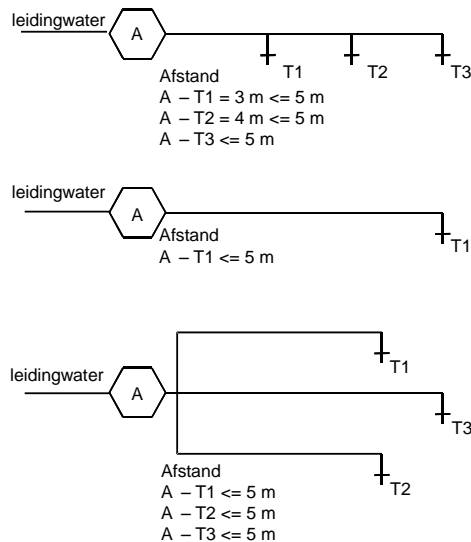 leidingwater
A
T1
T2
T3
Afstand
A – T1 = 3 m <= 5 m
A – T2 = 4 m <= 5 m
A – T3 <= 5 m
leidingwater
A
T1
Afstand
A – T1 <= 5 m
leidingwater
A
T1
T3
T2
Afstand
A – T1 <= 5 m
A – T2 <= 5 m
A – T3 <= 5 m